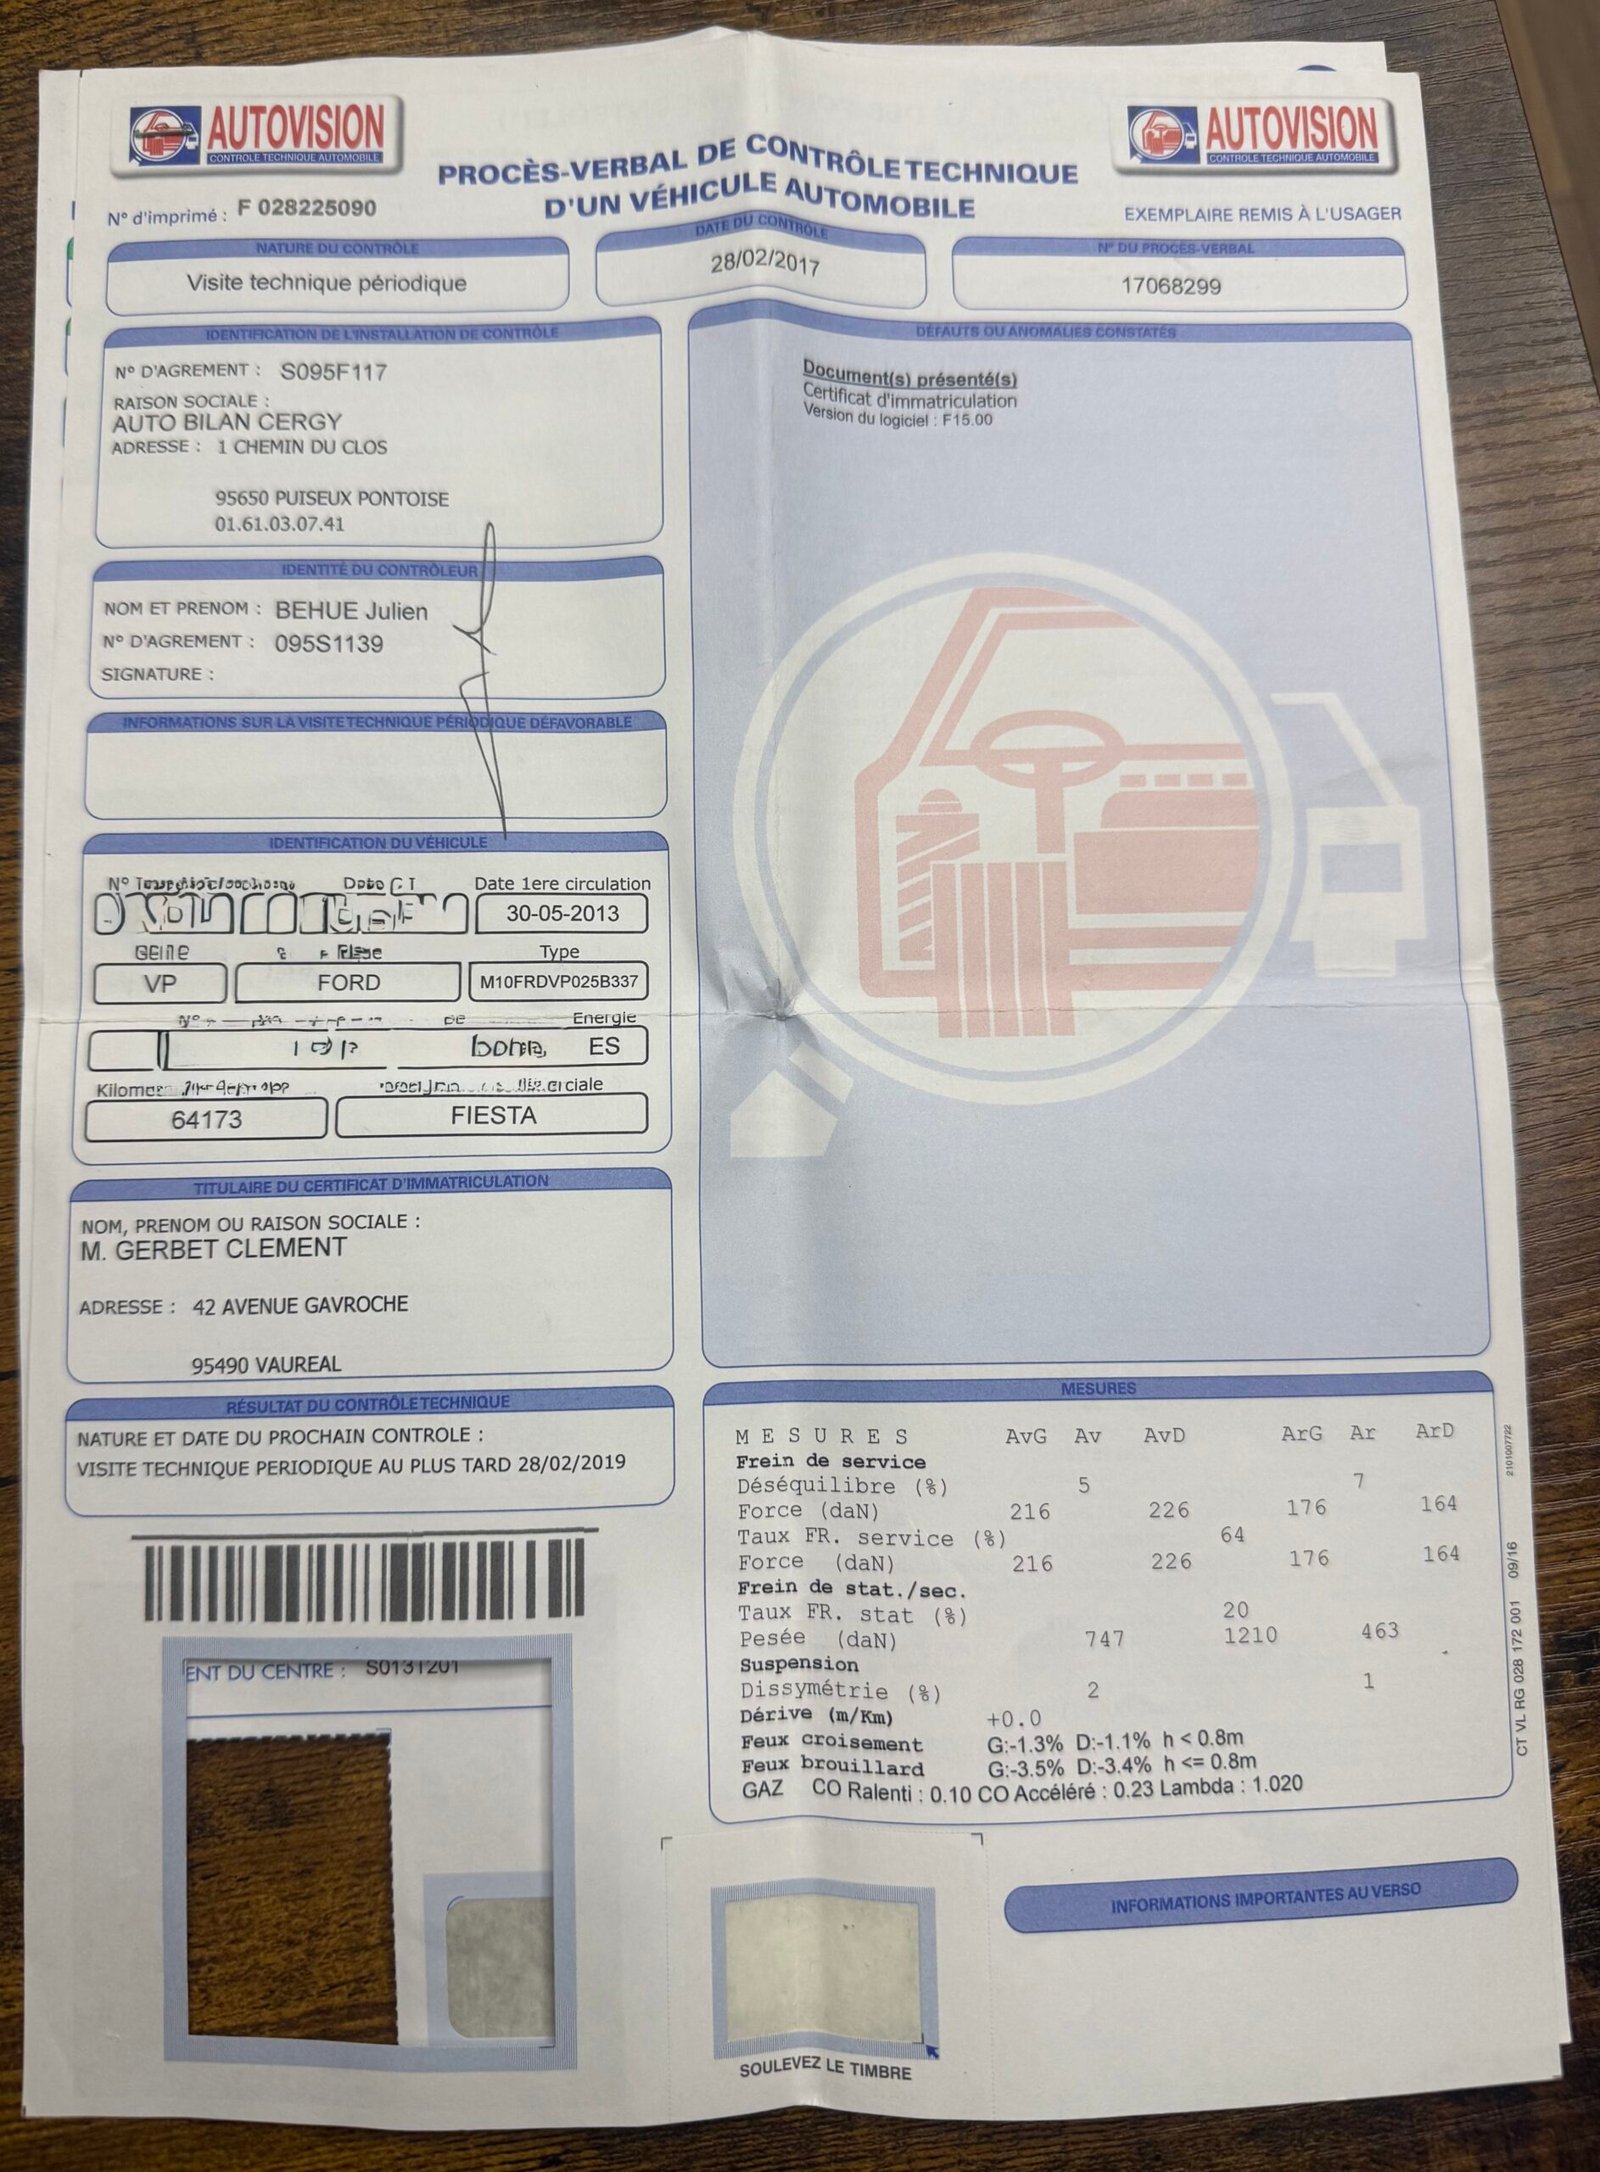 AUTOVISION
CONTROLE TECHNIQUE AUTOMOBILE
AUTOVISION
CONTROLE TECHNIQUE AUTOMOBILE
PROCÈS-VERBAL DE CONTRÔLE TECHNIQUE
D'UN VÉHICULE AUTOMOBILE
N° d'imprimé : F 028225090
EXEMPLAIRE REMIS À L'USAGER
NATURE DU CONTRÔLE
Visite technique périodique
DATE DU CONTRÔLE
28/02/2017
N° DU PROCÈS-VERBAL
17068299
IDENTIFICATION DE L'INSTALLATION DE CONTRÔLE
N° D'AGREMENT : S095F117
RAISON SOCIALE :
AUTO BILAN CERGY
ADRESSE : 1 CHEMIN DU CLOS
95650 PUISEUX PONTOISE
01.61.03.07.41
IDENTITÉ DU CONTRÔLEUR
NOM ET PRENOM : BEHUE Julien
N° D'AGREMENT : 095S1139
SIGNATURE :
INFORMATIONS SUR LA VISITE TECHNIQUE PÉRIODIQUE DÉFAVORABLE
IDENTIFICATION DU VÉHICULE
N° Date 1ere circulation
30-05-2013
Type
VP FORD M10FRDVP025B337
Energie
ES
64173 FIESTA
TITULAIRE DU CERTIFICAT D'IMMATRICULATION
NOM, PRENOM OU RAISON SOCIALE :
M. GERBET CLEMENT
ADRESSE : 42 AVENUE GAVROCHE
95490 VAUREAL
RÉSULTAT DU CONTRÔLE TECHNIQUE
NATURE ET DATE DU PROCHAIN CONTROLE :
VISITE TECHNIQUE PERIODIQUE AU PLUS TARD 28/02/2019
ENT DU CENTRE : S013T201
DÉFAUTS OU ANOMALIES CONSTATÉS
Document(s) présenté(s)
Certificat d'immatriculation
Version du logiciel : F15.00
MESURES
MESURES AvG Av AvD ArG Ar ArD
Frein de service
Déséquilibre (%) 5 7
Force (daN) 216 226 176 164
Taux FR. service (%) 64
Force (daN) 216 226 176 164
Frein de stat./sec.
Taux FR. stat (%) 20
Pesée (daN) 747 1210 463
Suspension
Dissymétrie (%) 2 1
Dérive (m/Km) +0.0
Feux croisement G:-1.3% D:-1.1% h < 0.8m
Feux brouillard G:-3.5% D:-3.4% h <= 0.8m
GAZ CO Ralenti : 0.10 CO Accéléré : 0.23 Lambda : 1.020
2101007722
CT VL RG 028 172 001 09/16
INFORMATIONS IMPORTANTES AU VERSO
SOULEVEZ LE TIMBRE